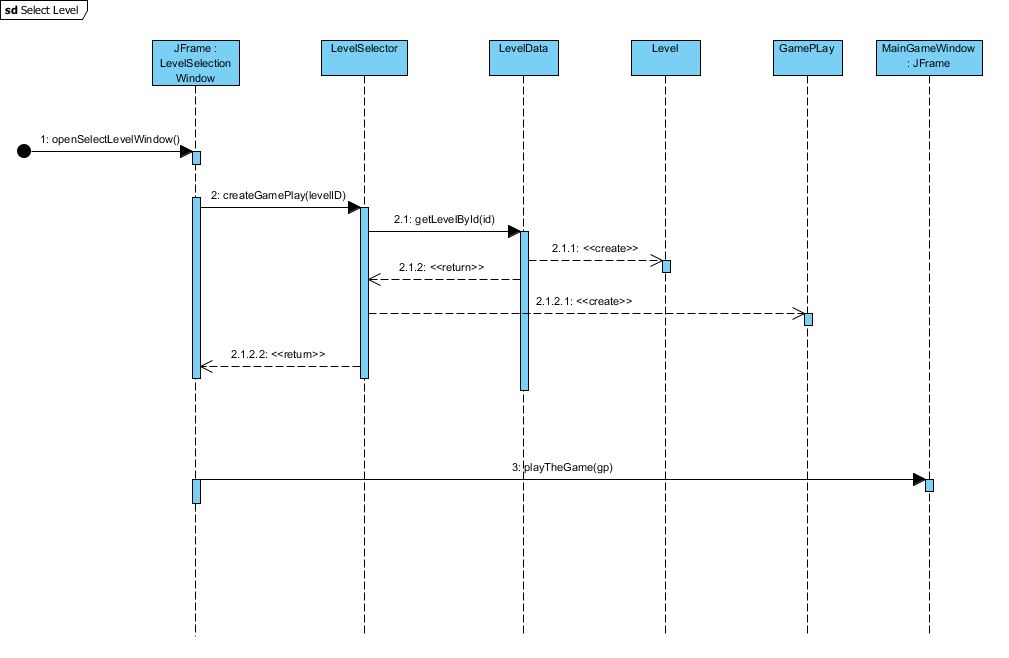 sd Select Level
JFrame :
LevelSelection
Window
LevelSelector
LevelData
Level
GamePLay
MainGameWindow
: JFrame
1: openSelectLevelWindow()
2: createGamePlay(levelID)
2.1: getLevelById(id)
2.1.1: <<create>>
2.1.2: <<return>>
2.1.2.1: <<create>>
2.1.2.2: <<return>>
3: playTheGame(gp)